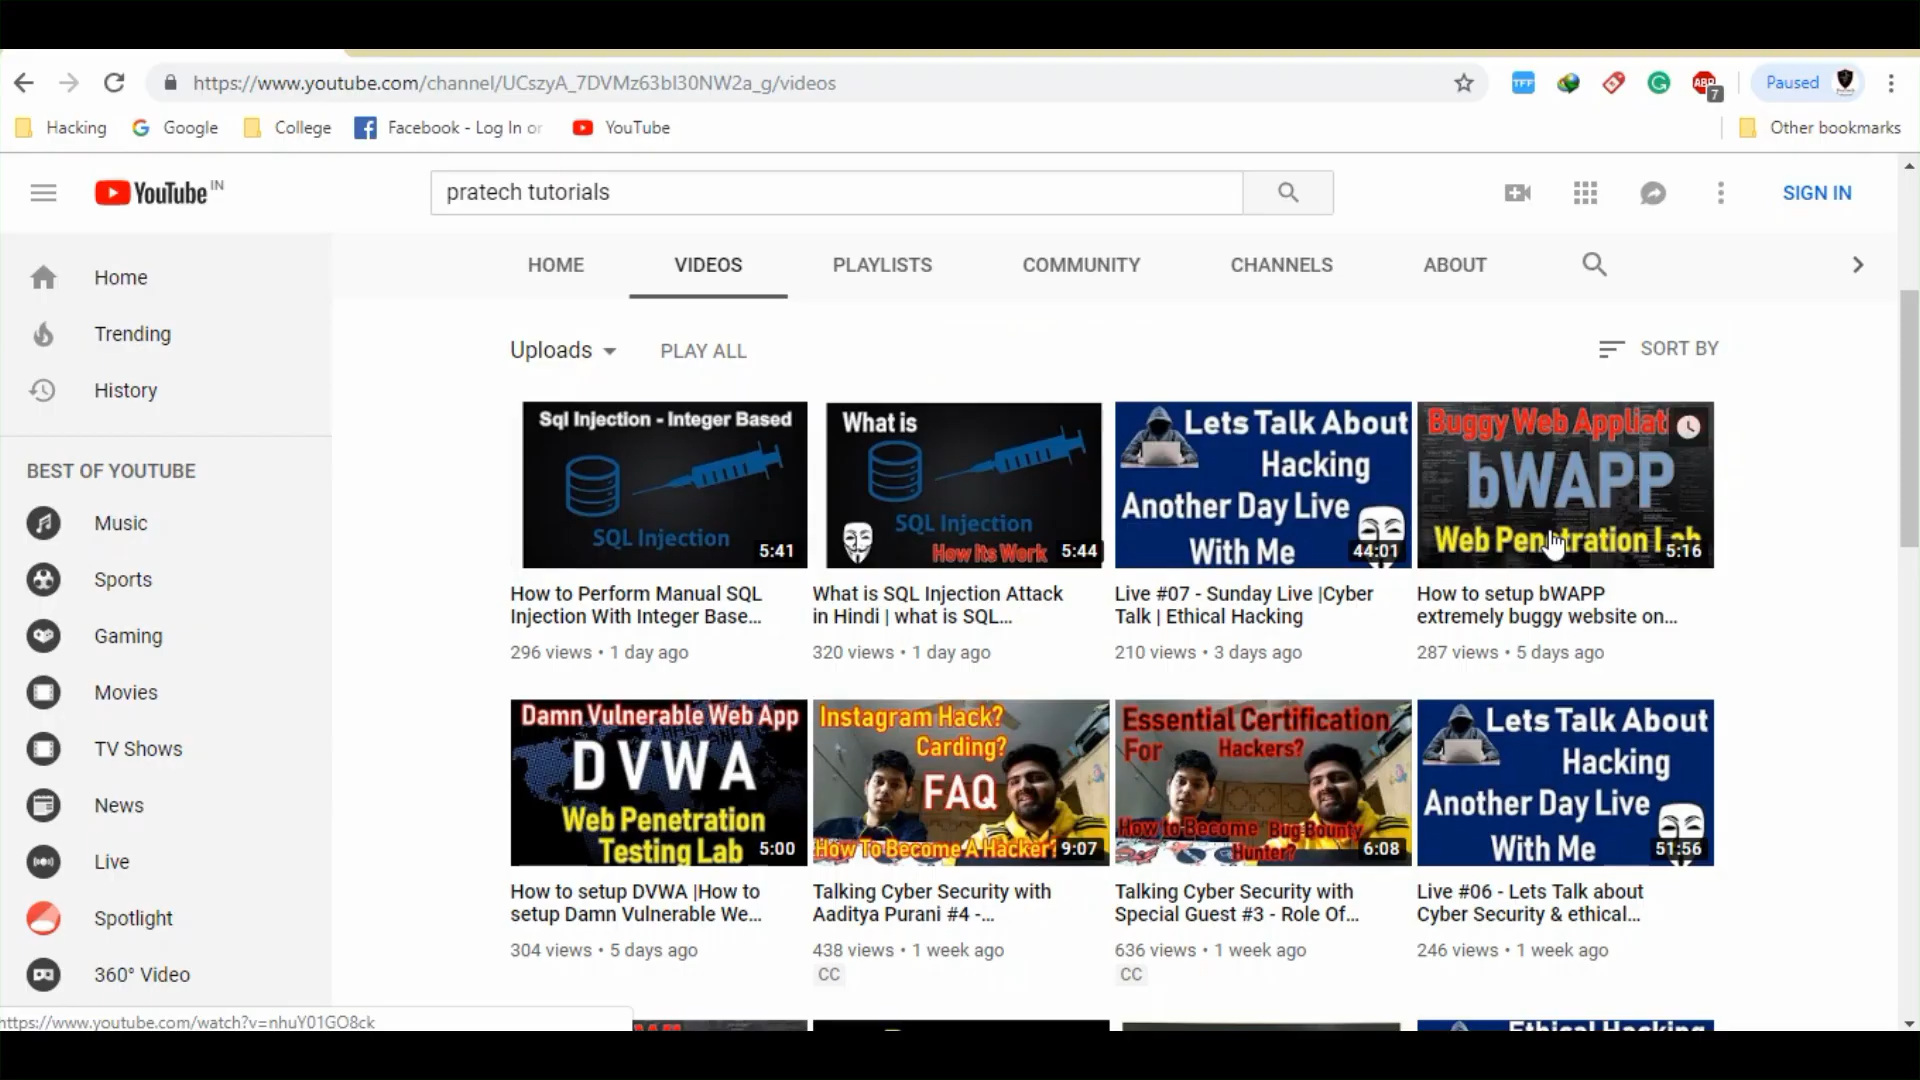 https://www.youtube.com/channel/UCszyA_7DVMz63bI30NW2a_g/videos
TFF
ABP
7
Paused
Hacking
Google
College
Facebook - Log In or
YouTube
Other bookmarks
YouTube IN
pratech tutorials
SIGN IN
Home
Trending
History
BEST OF YOUTUBE
Music
Sports
Gaming
Movies
TV Shows
News
Live
Spotlight
360° Video
HOME
VIDEOS
PLAYLISTS
COMMUNITY
CHANNELS
ABOUT
Uploads
PLAY ALL
SORT BY
Sql Injection - Integer Based
SQL Injection
5:41
How to Perform Manual SQL
Injection With Integer Base...
296 views • 1 day ago
What is
SQL Injection
How Its Work
5:44
What is SQL Injection Attack
in Hindi | what is SQL...
320 views • 1 day ago
Lets Talk About
Hacking
Another Day Live
With Me
44:01
Live #07 - Sunday Live |Cyber
Talk | Ethical Hacking
210 views • 3 days ago
Buggy Web Appliat
bWAPP
Web Penetration
5:16
How to setup bWAPP
extremely buggy website on...
287 views • 5 days ago
Damn Vulnerable Web App
DVWA
Web Penetration
Testing Lab
5:00
How to setup DVWA |How to
setup Damn Vulnerable We...
304 views • 5 days ago
Instagram Hack?
Carding?
FAQ
How To Become A Hacker?
9:07
Talking Cyber Security with
Aaditya Purani #4 -...
438 views • 1 week ago
CC
Essential Certification
For Hackers?
How to Become Bug Bounty
Hunter?
6:08
Talking Cyber Security with
Special Guest #3 - Role Of...
636 views • 1 week ago
CC
Lets Talk About
Hacking
Another Day Live
With Me
51:56
Live #06 - Lets Talk about
Cyber Security & ethical...
246 views • 1 week ago
Ethical Hacking
https://www.youtube.com/watch?v=nhuY01GO8ck